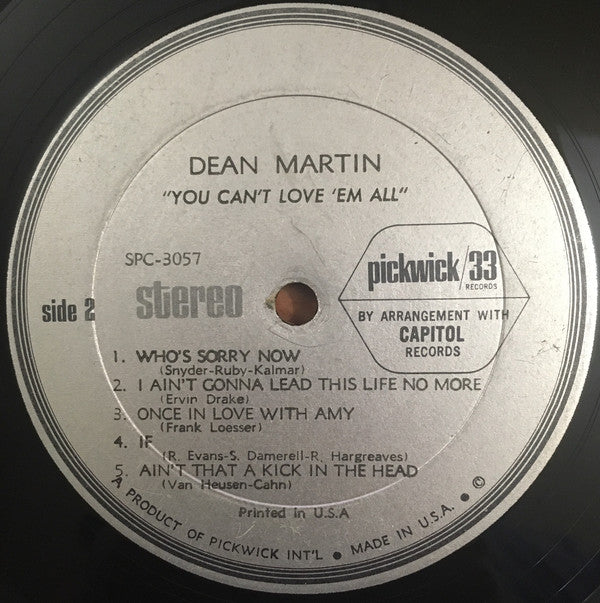 DEAN MARTIN
"YOU CAN'T LOVE 'EM ALL"
SPC-3057
side 2
stereo
pickwick/33
RECORDS
BY ARRANGEMENT WITH
CAPITOL
RECORDS
1. WHO'S SORRY NOW
(Snyder-Ruby-Kalmar)
2. I AIN'T GONNA LEAD THIS LIFE NO MORE
(Ervin Drake)
3. ONCE IN LOVE WITH AMY
(Frank Loesser)
4. IF
(R. Evans-S. Damerell-R. Hargreaves)
5. AIN'T THAT A KICK IN THE HEAD
(Van Heusen-Cahn)
Printed in U.S.A
A PRODUCT OF PICKWICK INT'L ● MADE IN U.S.A. ● ©